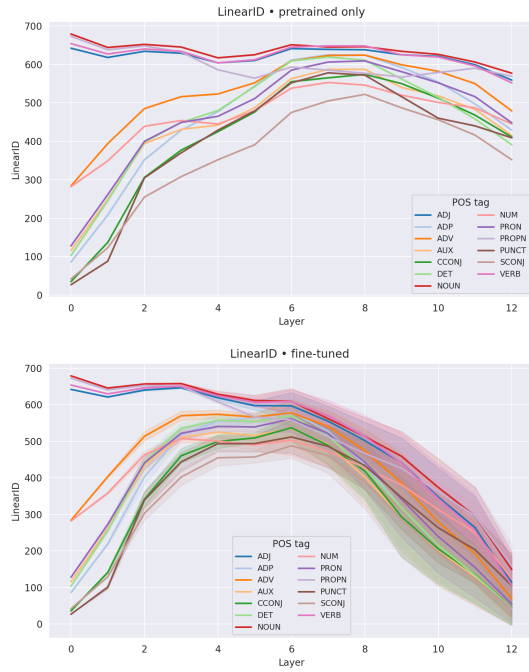 LinearID • pretrained only
700
600
500
400
300
200
100
0
LinearID
0 2 4 6 8 10 12
Layer
POS tag
ADJ NUM
ADP PRON
ADV PROPN
AUX PUNCT
CCONJ SCONJ
DET VERB
NOUN
LinearID • fine-tuned
700
600
500
400
300
200
100
0
LinearID
0 2 4 6 8 10 12
Layer
POS tag
ADJ NUM
ADP PRON
ADV PROPN
AUX PUNCT
CCONJ SCONJ
DET VERB
NOUN